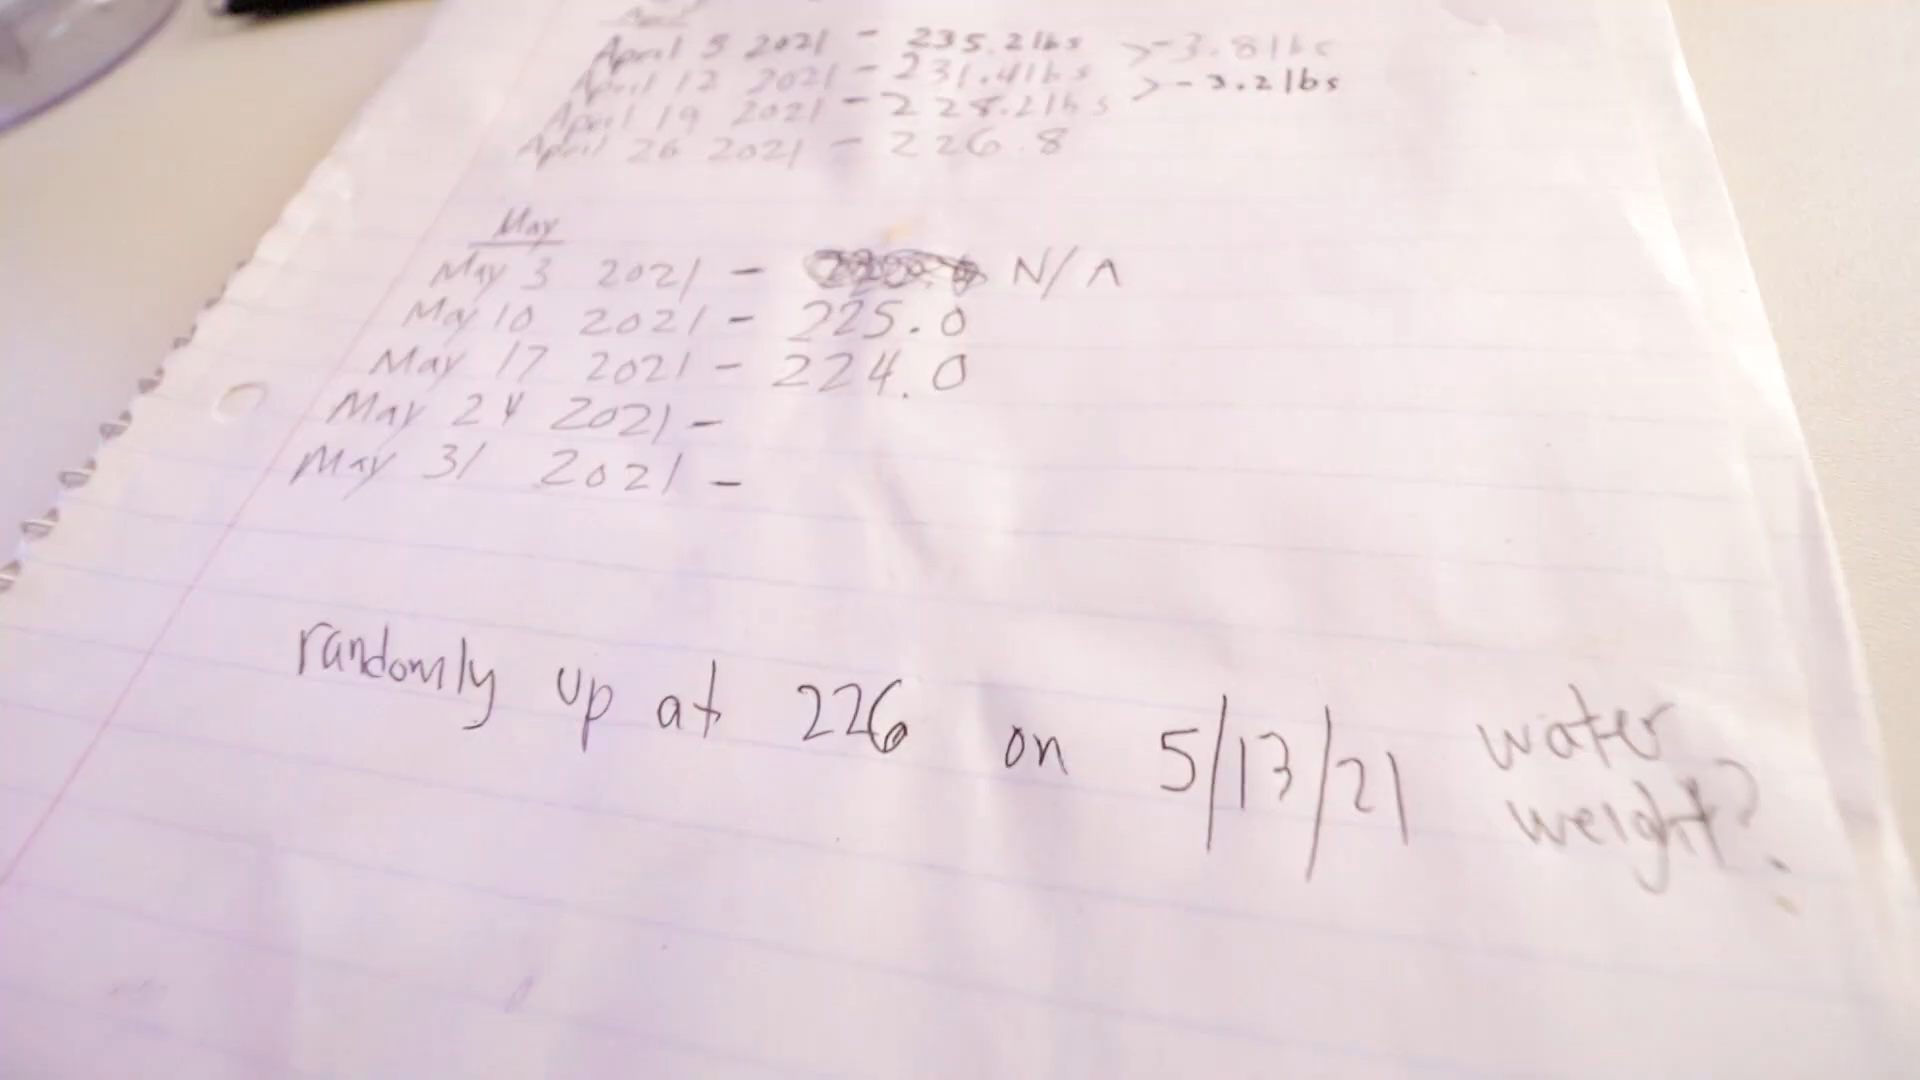 April
April 5 2021 - 235.2lbs >-3.8lbs
April 12 2021 - 231.4lbs >-3.2lbs
April 19 2021 - 228.2lbs
April 26 2021 - 226.8
May
May 3 2021 - N/A
May 10 2021 - 225.0
May 17 2021 - 224.0
May 24 2021 -
May 31 2021 -
randomly up at 226 on 5/13/21 water
weight?